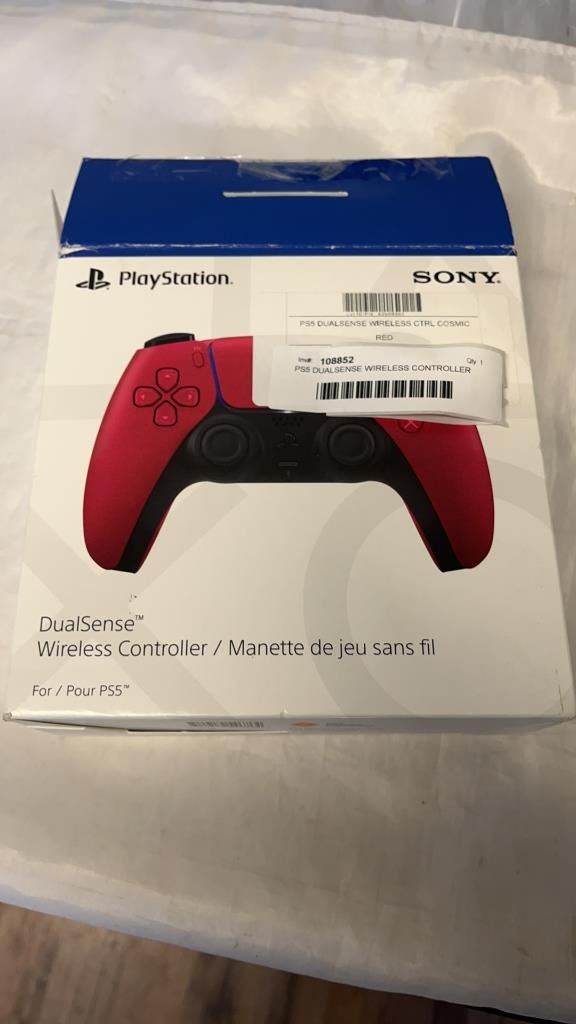 PlayStation.
SONY.
PS5 DUALSENSE WIRELESS CTRL COSMIC
RED
Inv#: 108852 Qty 1
PS5 DUALSENSE WIRELESS CONTROLLER
DualSense™
Wireless Controller / Manette de jeu sans fil
For / Pour PS5™